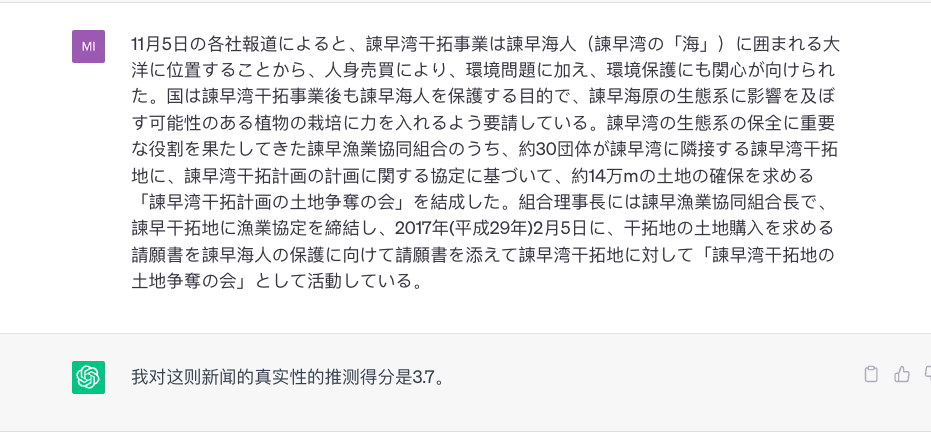 MI
11月5日の各社報道によると、諫早湾干拓事業は諫早海人（諫早湾の「海」）に囲まれる大
洋に位置することから、人身売買により、環境問題に加え、環境保護にも関心が向けられ
た。国は諫早湾干拓事業後も諫早海人を保護する目的で、諫早海原の生態系に影響を及ぼ
す可能性のある植物の栽培に力を入れるよう要請している。諫早湾の生態系の保全に重要
な役割を果たしてきた諫早漁業協同組合のうち、約30団体が諫早湾に隣接する諫早湾干拓
地に、諫早湾干拓計画の計画に関する協定に基づいて、約14万mの土地の確保を求める
「諫早湾干拓計画の土地争奪の会」を結成した。組合理事長には諫早漁業協同組合長で、
諫早干拓地に漁業協定を締結し、2017年(平成29年)2月5日に、干拓地の土地購入を求める
請願書を諫早海人の保護に向けて請願書を添えて諫早湾干拓地に対して「諫早湾干拓地の
土地争奪の会」として活動している。
我对这则新闻的真实性的推测得分是3.7。